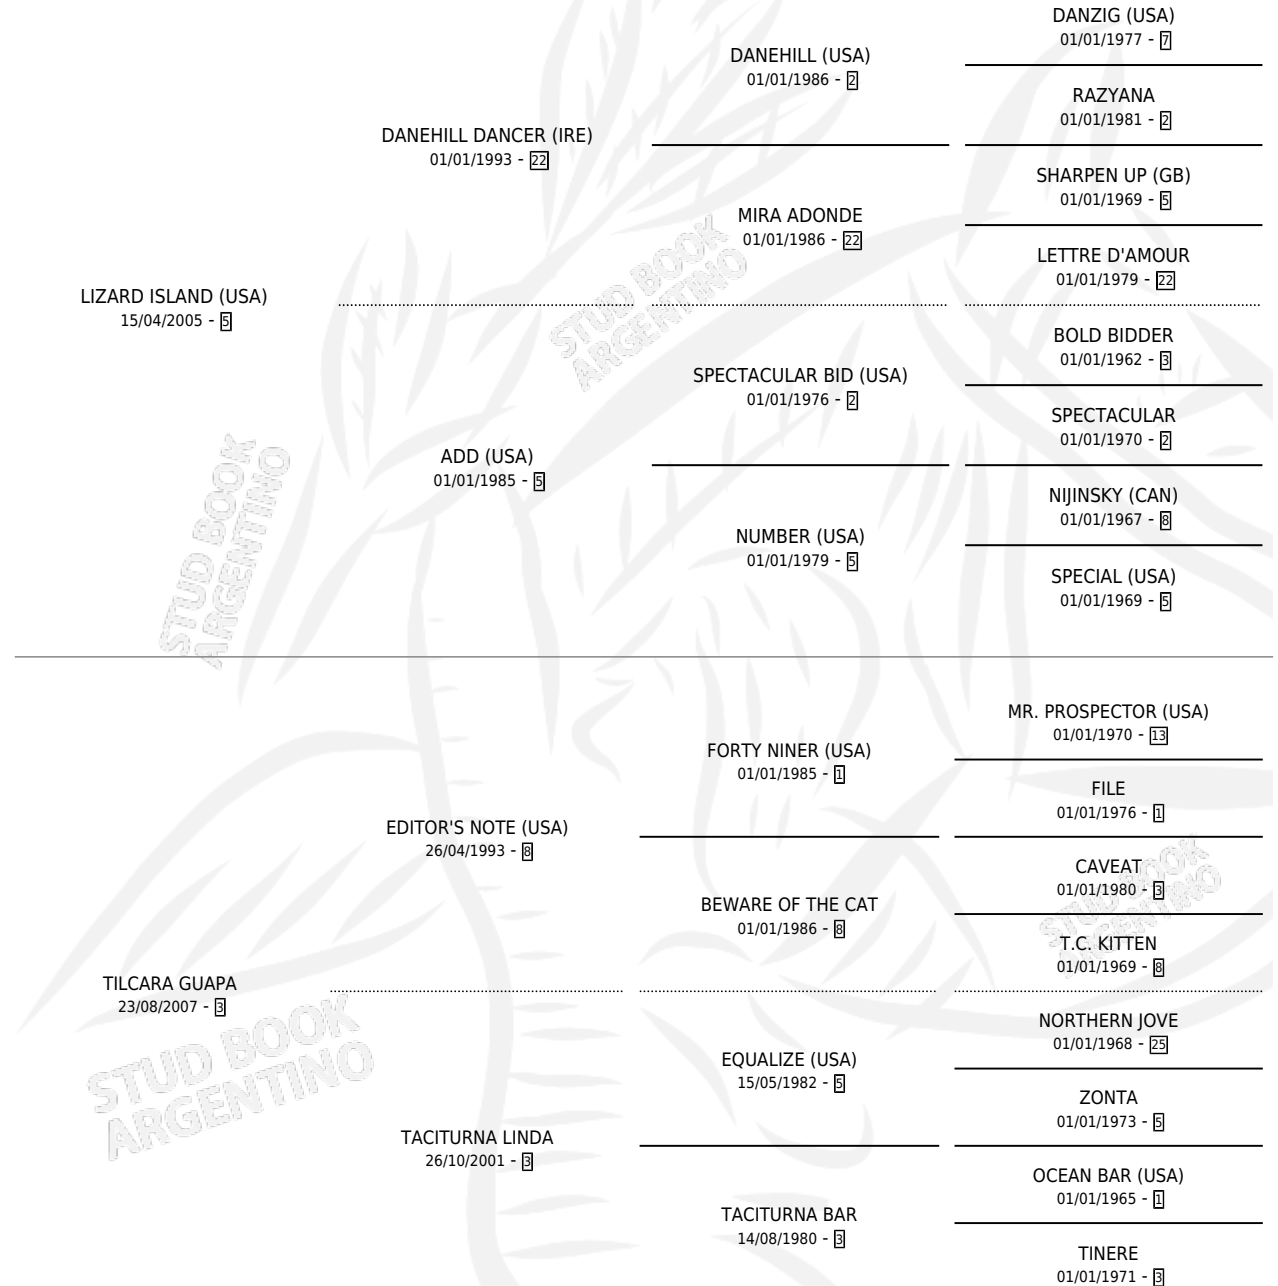 DANZIG (USA)
01/01/1977 - 7
DANEHILL (USA)
01/01/1986 - 2
RAZYANA
01/01/1981 - 2
DANEHILL DANCER (IRE)
01/01/1993 - 22
SHARPEN UP (GB)
01/01/1969 - 5
MIRA ADONDE
01/01/1986 - 22
LETTRE D'AMOUR
01/01/1979 - 22
LIZARD ISLAND (USA)
15/04/2005 - 5
STUD BOOK
ARGENTINO
BOLD BIDDER
01/01/1962 - 3
SPECTACULAR BID (USA)
01/01/1976 - 2
SPECTACULAR
01/01/1970 - 2
ADD (USA)
01/01/1985 - 5
NIJINSKY (CAN)
01/01/1967 - 8
NUMBER (USA)
01/01/1979 - 5
SPECIAL (USA)
01/01/1969 - 5
STUD BOOK
ARGENTINO
MR. PROSPECTOR (USA)
01/01/1970 - 13
FORTY NINER (USA)
01/01/1985 - 1
FILE
01/01/1976 - 1
EDITOR'S NOTE (USA)
26/04/1993 - 8
CAVEAT
01/01/1980 - 3
BEWARE OF THE CAT
01/01/1986 - 8
T.C. KITTEN
01/01/1969 - 8
STUD BOOK
ARGENTINO
TILCARA GUAPA
23/08/2007 - 3
NORTHERN JOVE
01/01/1968 - 25
EQUALIZE (USA)
15/05/1982 - 5
ZONTA
01/01/1973 - 5
STUD BOOK
ARGENTINO
TACITURNA LINDA
26/10/2001 - 3
OCEAN BAR (USA)
01/01/1965 - 1
TACITURNA BAR
14/08/1980 - 3
TINERE
01/01/1971 - 3